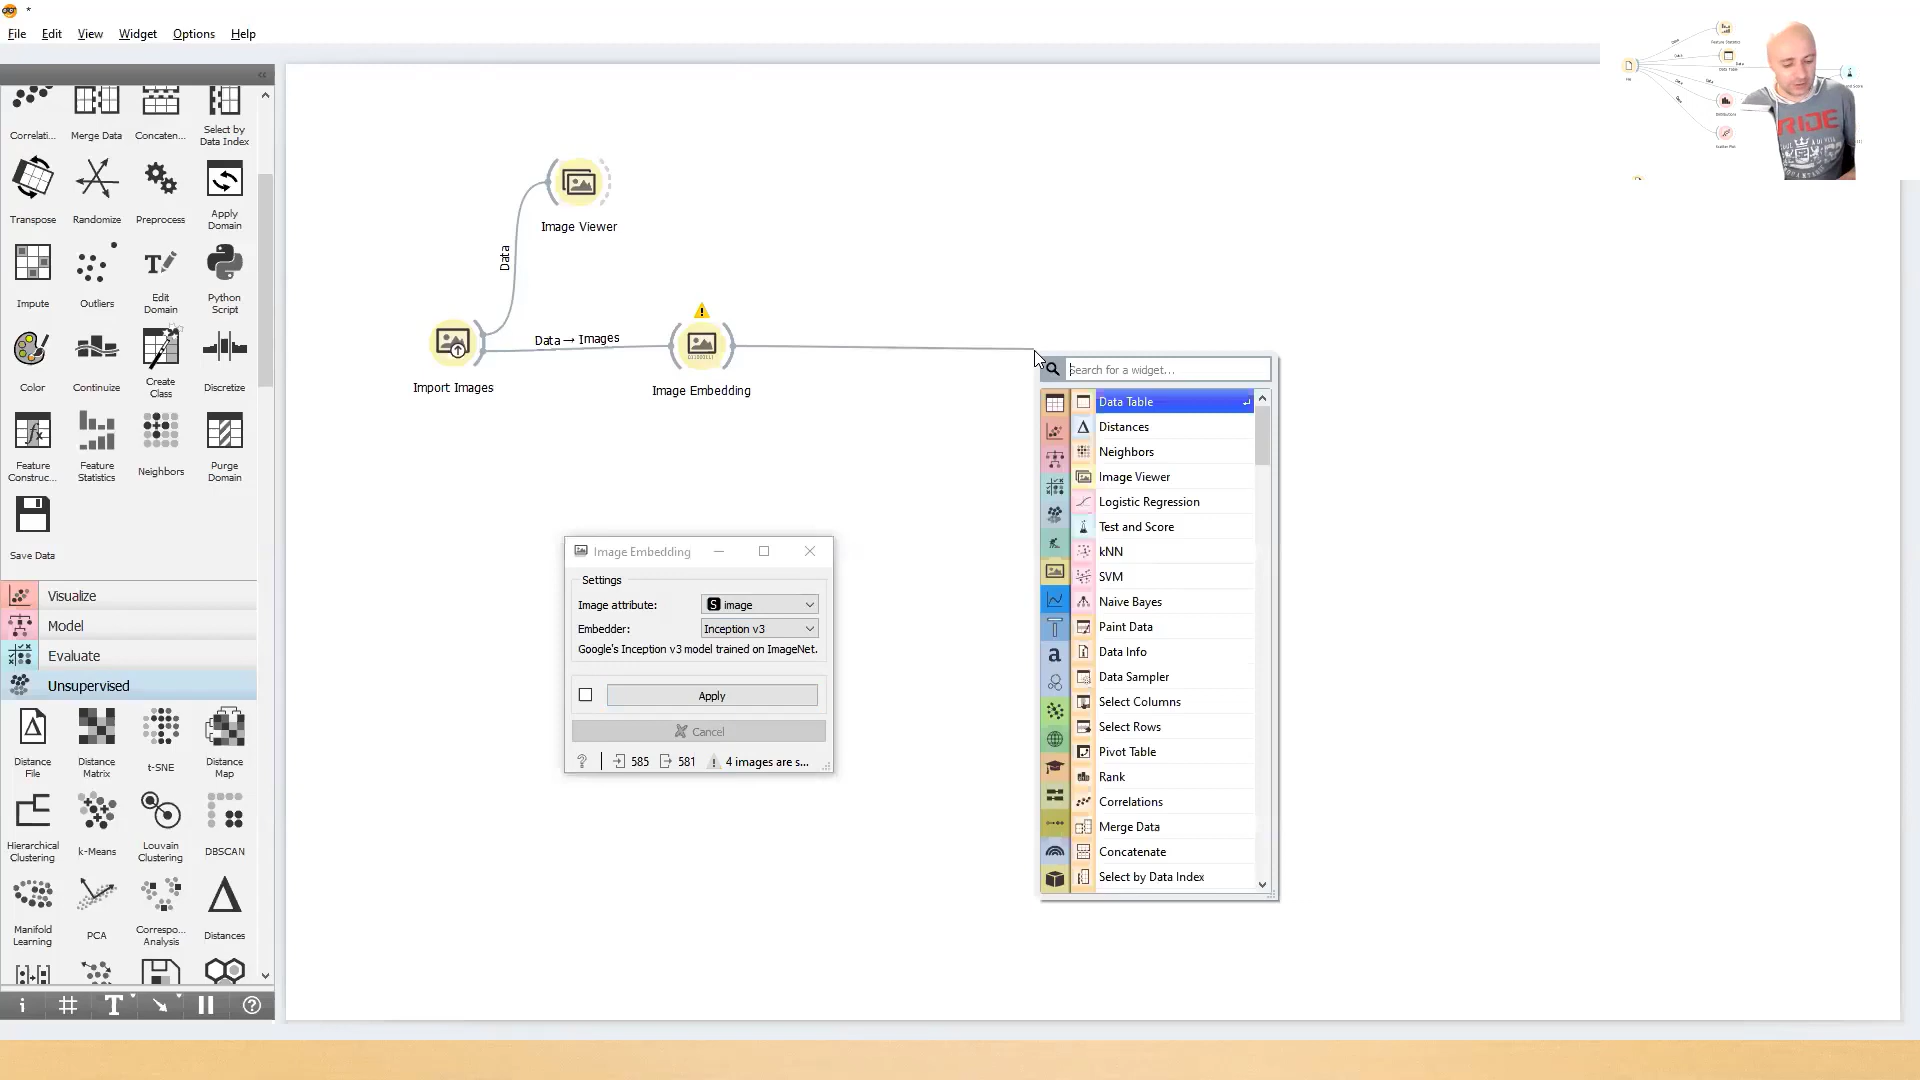 *
File Edit View Widget Options Help
Correlati... Merge Data Concaten... Select by Data Index
Transpose Randomize Preprocess Apply Domain
Impute Outliers Edit Domain Python Script
Color Continuize Create Class Discretize
Feature Construc... Feature Statistics Neighbors Purge Domain
Save Data
Visualize
Model
Evaluate
Unsupervised
Distance File Distance Matrix t-SNE Distance Map
Hierarchical Clustering k-Means Louvain Clustering DBSCAN
Manifold Learning PCA Correspo... Analysis Distances
Image Viewer
Data
Import Images
Data → Images
Image Embedding
Image Embedding
Settings
Image attribute: S image
Embedder: Inception v3
Google's Inception v3 model trained on ImageNet.
Apply
Cancel
? 585 581 4 images are s...
Search for a widget...
Data Table
Distances
Neighbors
Image Viewer
Logistic Regression
Test and Score
kNN
SVM
Naive Bayes
Paint Data
Data Info
Data Sampler
Select Columns
Select Rows
Pivot Table
Rank
Correlations
Merge Data
Concatenate
Select by Data Index
Feature Statistics
Data Table
Distributions
Scatter Plot
RIDE